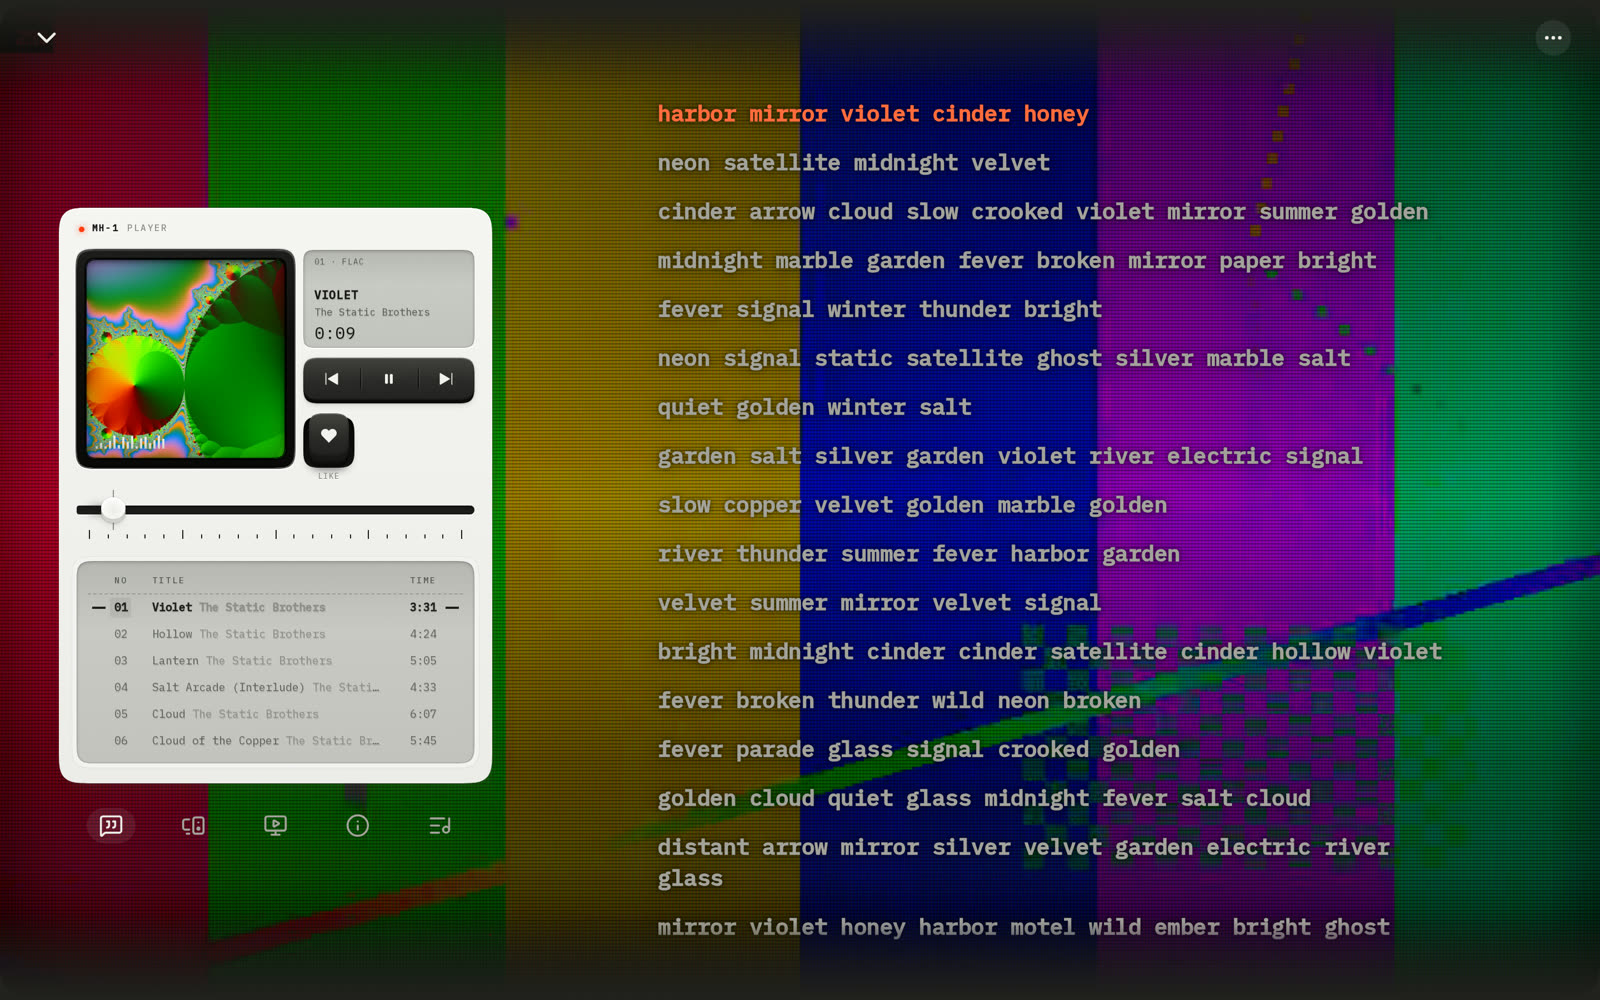 MH-1 PLAYER
01 · FLAC
VIOLET
The Static Brothers
0:09
LIKE
NO TITLE TIME
01 Violet The Static Brothers 3:31
02 Hollow The Static Brothers 4:24
03 Lantern The Static Brothers 5:05
04 Salt Arcade (Interlude) The Stati… 4:33
05 Cloud The Static Brothers 6:07
06 Cloud of the Copper The Static Br… 5:45
harbor mirror violet cinder honey
neon satellite midnight velvet
cinder arrow cloud slow crooked violet mirror summer golden
midnight marble garden fever broken mirror paper bright
fever signal winter thunder bright
neon signal static satellite ghost silver marble salt
quiet golden winter salt
garden salt silver garden violet river electric signal
slow copper velvet golden marble golden
river thunder summer fever harbor garden
velvet summer mirror velvet signal
bright midnight cinder cinder satellite cinder hollow violet
fever broken thunder wild neon broken
fever parade glass signal crooked golden
golden cloud quiet glass midnight fever salt cloud
distant arrow mirror silver velvet garden electric river
glass
mirror violet honey harbor motel wild ember bright ghost